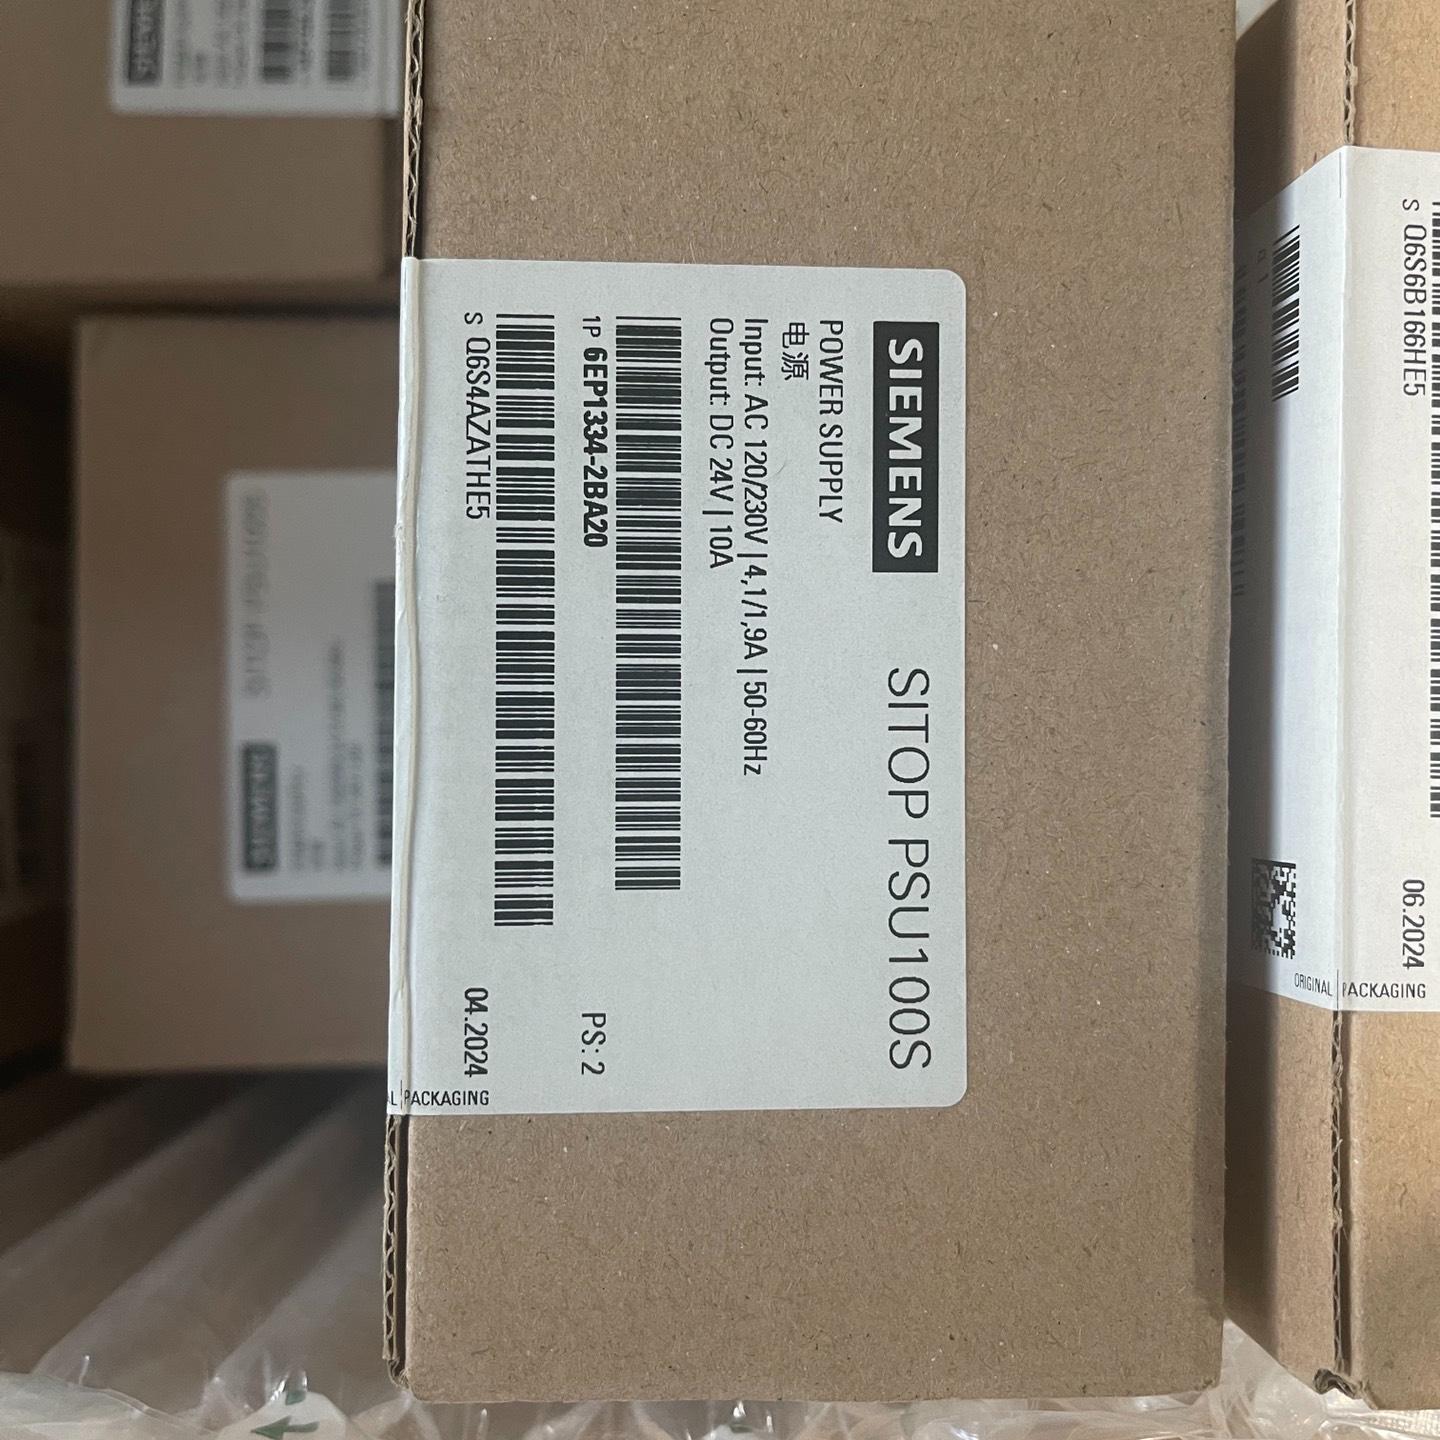 SIEMENS SITOP PSU100S
POWER SUPPLY
电源
Input: AC 120/230V | 4,1/1,9A | 50-60Hz
Output: DC 24V | 10A
1P 6EP1334-2BA20 PS: 2
S Q6S4AZATHE5 04.2024
PACKAGING
S Q6S6B166HE5 06.2024
ORIGINAL PACKAGING
SIEMENS